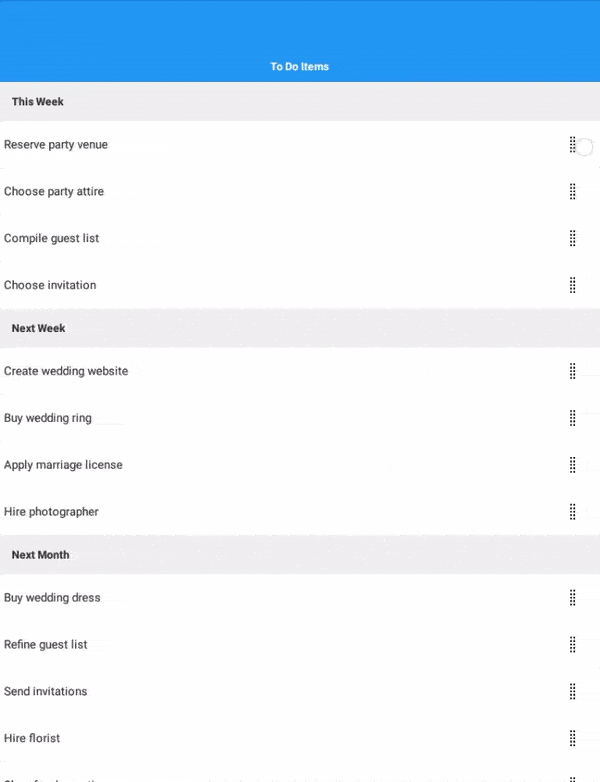 To Do Items
This Week
Reserve party venue
Choose party attire
Compile guest list
Choose invitation
Next Week
Create wedding website
Buy wedding ring
Apply marriage license
Hire photographer
Next Month
Buy wedding dress
Refine guest list
Send invitations
Hire florist